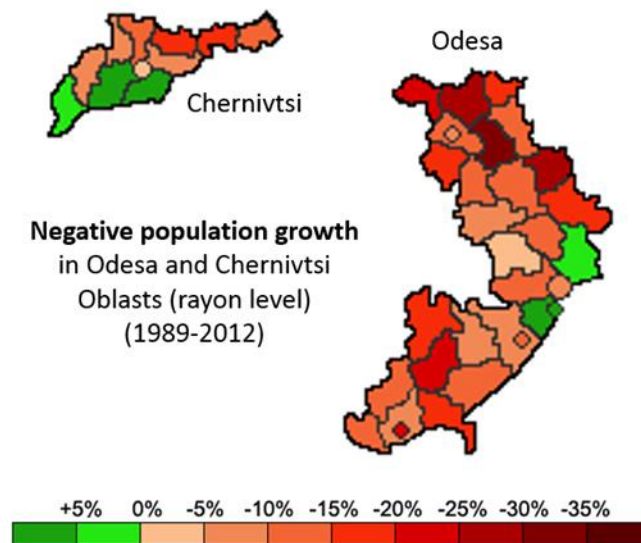 Odesa
Chernivtsi
Negative population growth
in Odesa and Chernivtsi
Oblasts (rayon level)
(1989-2012)
+5% 0% -5% -10% -15% -20% -25% -30% -35%